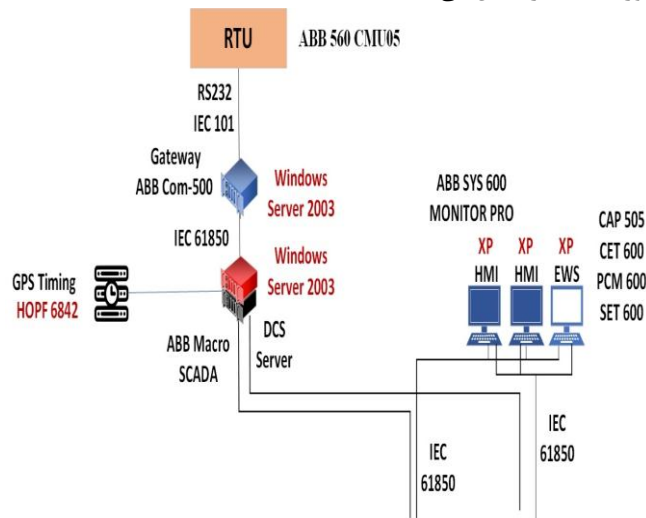 RTU
ABB 560 CMU05
RS232
IEC 101
Gateway
ABB Com-500
Windows
Server 2003
IEC 61850
Windows
Server 2003
GPS Timing
HOPF 6842
ABB Macro
SCADA
DCS
Server
ABB SYS 600
MONITOR PRO
XP XP XP
HMI HMI EWS
CAP 505
CET 600
PCM 600
SET 600
IEC
61850
IEC
61850